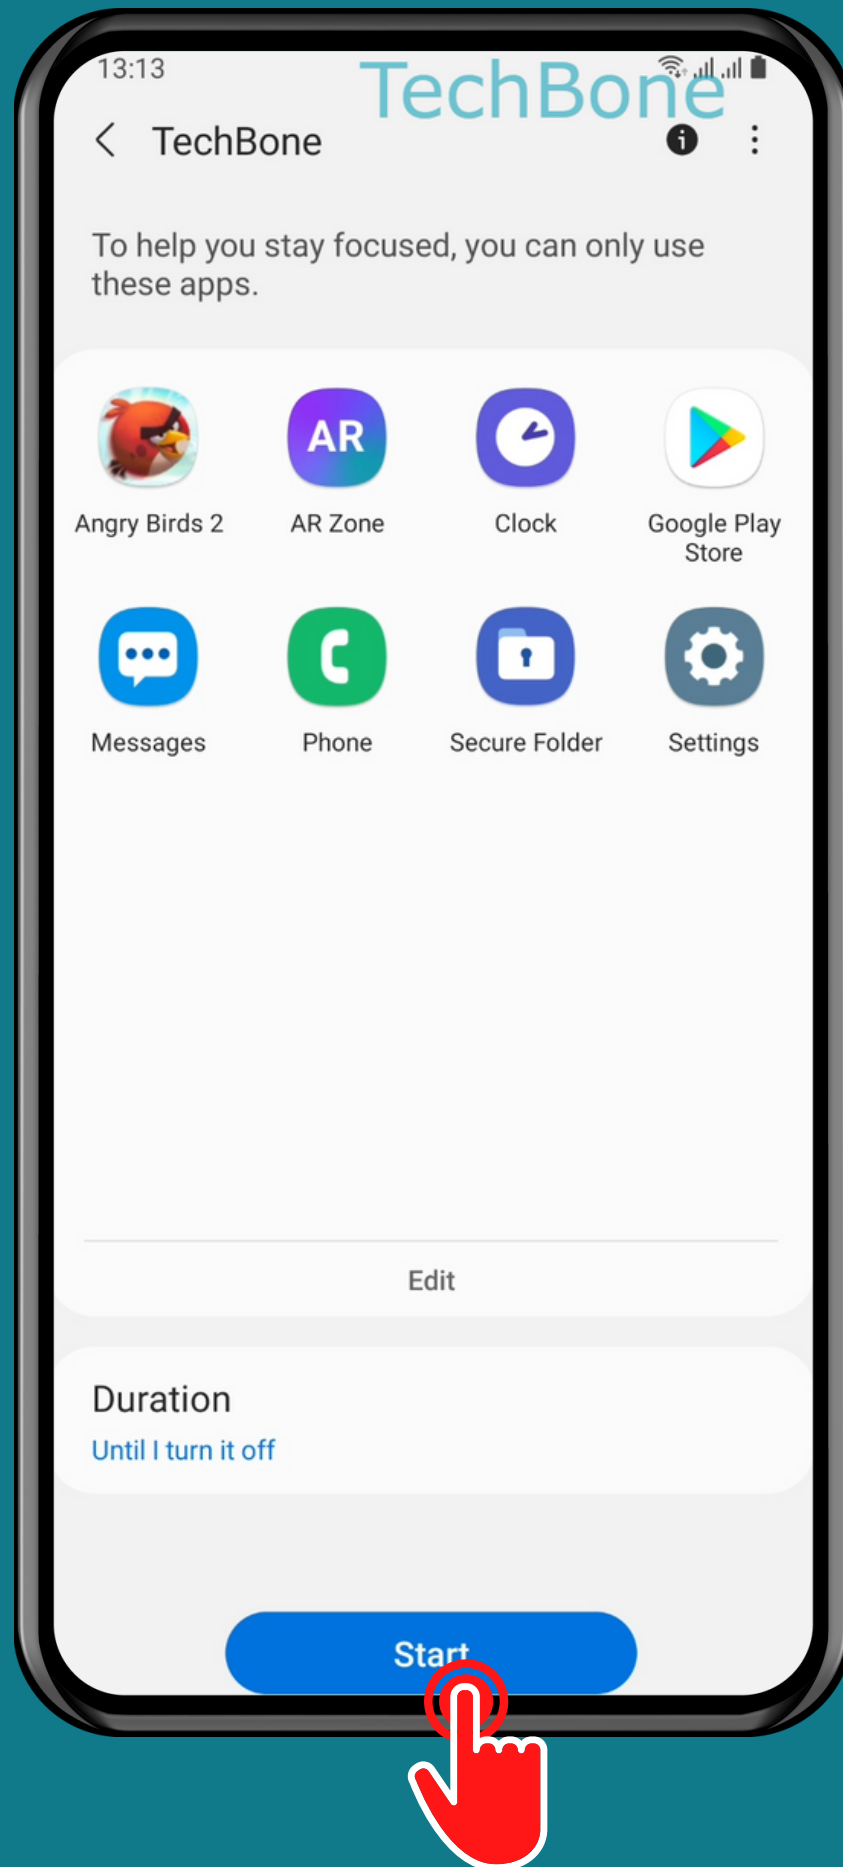 13:13
TechBone
TechBone
To help you stay focused, you can only use
these apps.
AR
Angry Birds 2
AR Zone
Clock
Google Play
Store
Messages
Phone
Secure Folder
Settings
Edit
Duration
Until I turn it off
Start